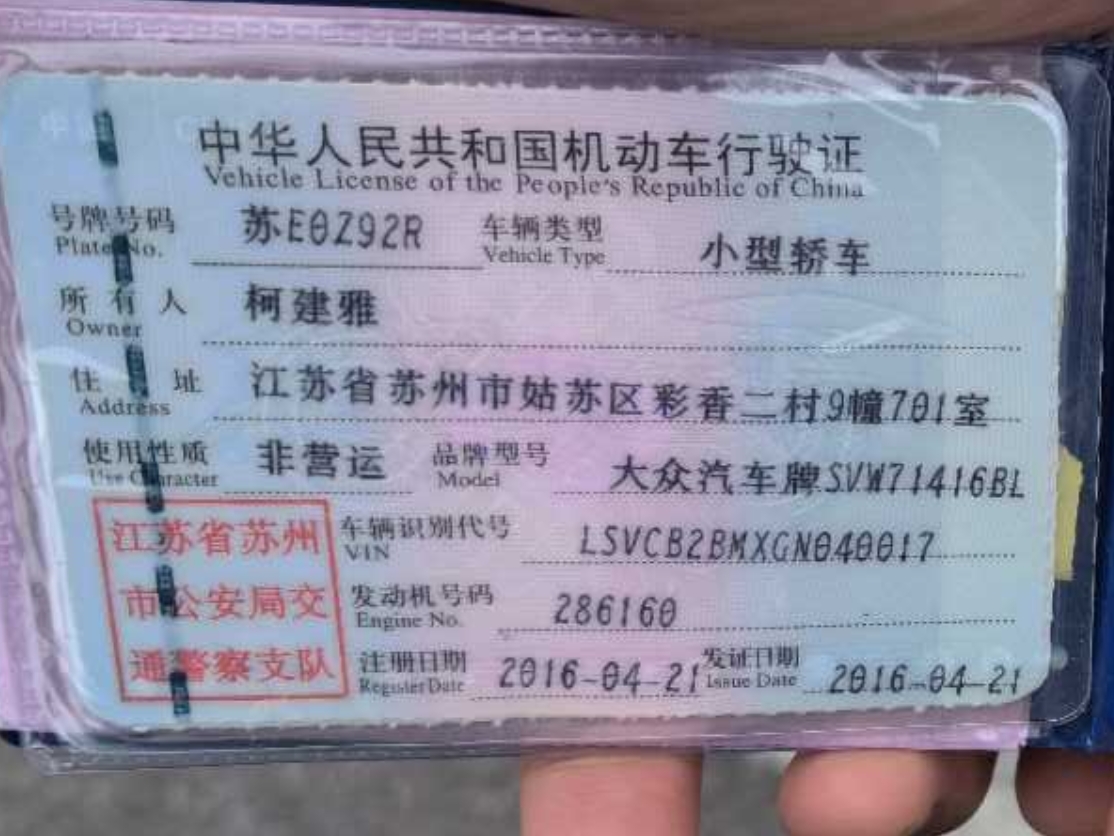 中华人民共和国机动车行驶证
Vehicle License of the People's Republic of China
号牌号码 苏E0Z92R 车辆类型 小型轿车
Plate No. Vehicle Type
所有人 柯建雅
Owner
住址 江苏省苏州市姑苏区彩香二村9幢701室
Address
使用性质 非营运 品牌型号 大众汽车牌SVW71416BL
Use Character Model
江苏省苏州 车辆识别代号 LSVCB2BMXGN040017
VIN
市公安局交 发动机号码 286160
Engine No.
通警察支队 注册日期 2016-04-21 发证日期 2016-04-21
Register Date Issue Date